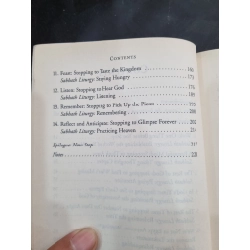 CONTENTS
11. Feast: Stopping to Taste the Kingdom
Sabbath Liturgy: Staying Hungry
12. Listen: Stopping to Hear God
Sabbath Liturgy: Listening
13. Remember: Stopping to Pick Up the Pieces
Sabbath Liturgy: Remembering
14. Reflect and Anticipate: Stopping to Glimpse Forever
Sabbath Liturgy: Practicing Heaven
Epilogue: Now Stop
Notes